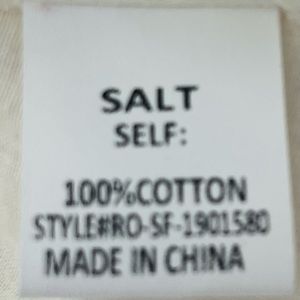 SALT
SELF:
100%COTTON
STYLE#RO-SF-1901580
MADE IN CHINA